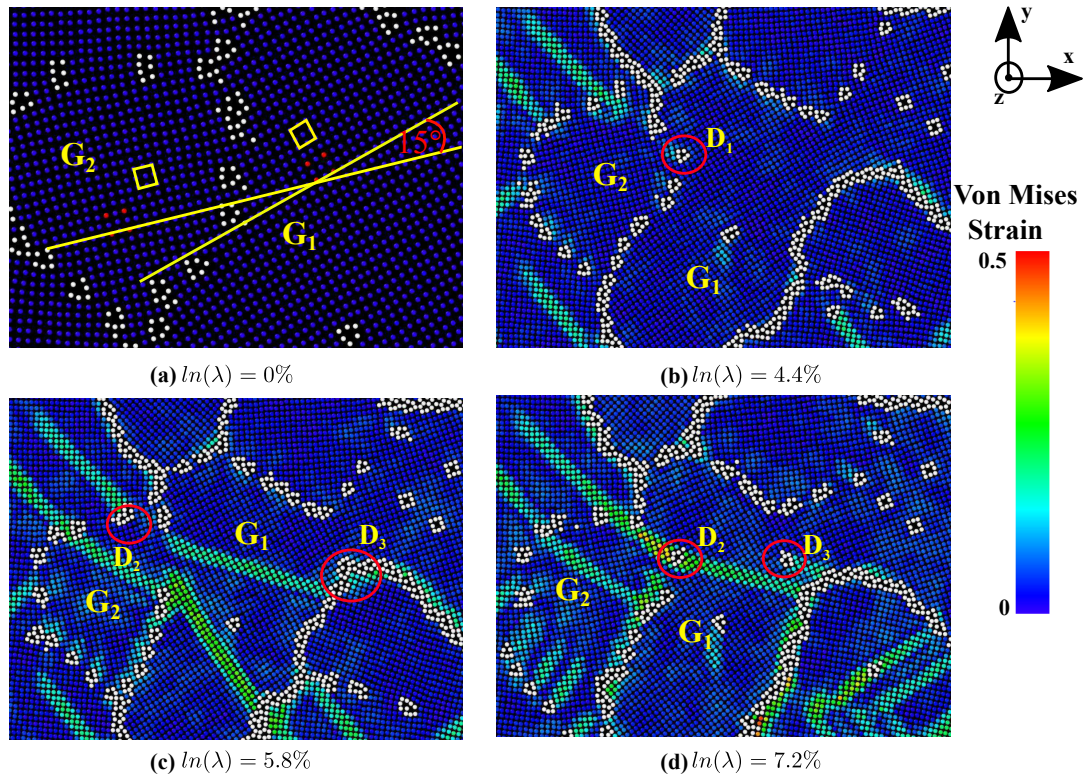 15°
G₂
G₁
(a) ln(λ) = 0%
D₁
G₂
G₁
(b) ln(λ) = 4.4%
y
x
z
Von Mises
Strain
0.5
0
G₁
D₃
D₂
G₂
(c) ln(λ) = 5.8%
D₂
D₃
G₂
G₁
(d) ln(λ) = 7.2%